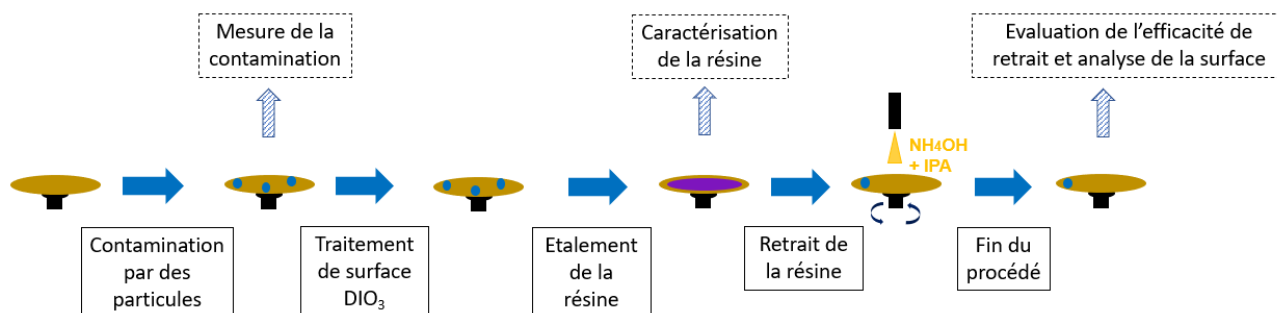 Mesure de la
contamination
Caractérisation
de la résine
Evaluation de l’efficacité de
retrait et analyse de la surface
NH4OH
+ IPA
Contamination
par des
particules
Traitement
de surface
DIO₃
Etalement
de la
résine
Retrait de
la résine
Fin du
procédé